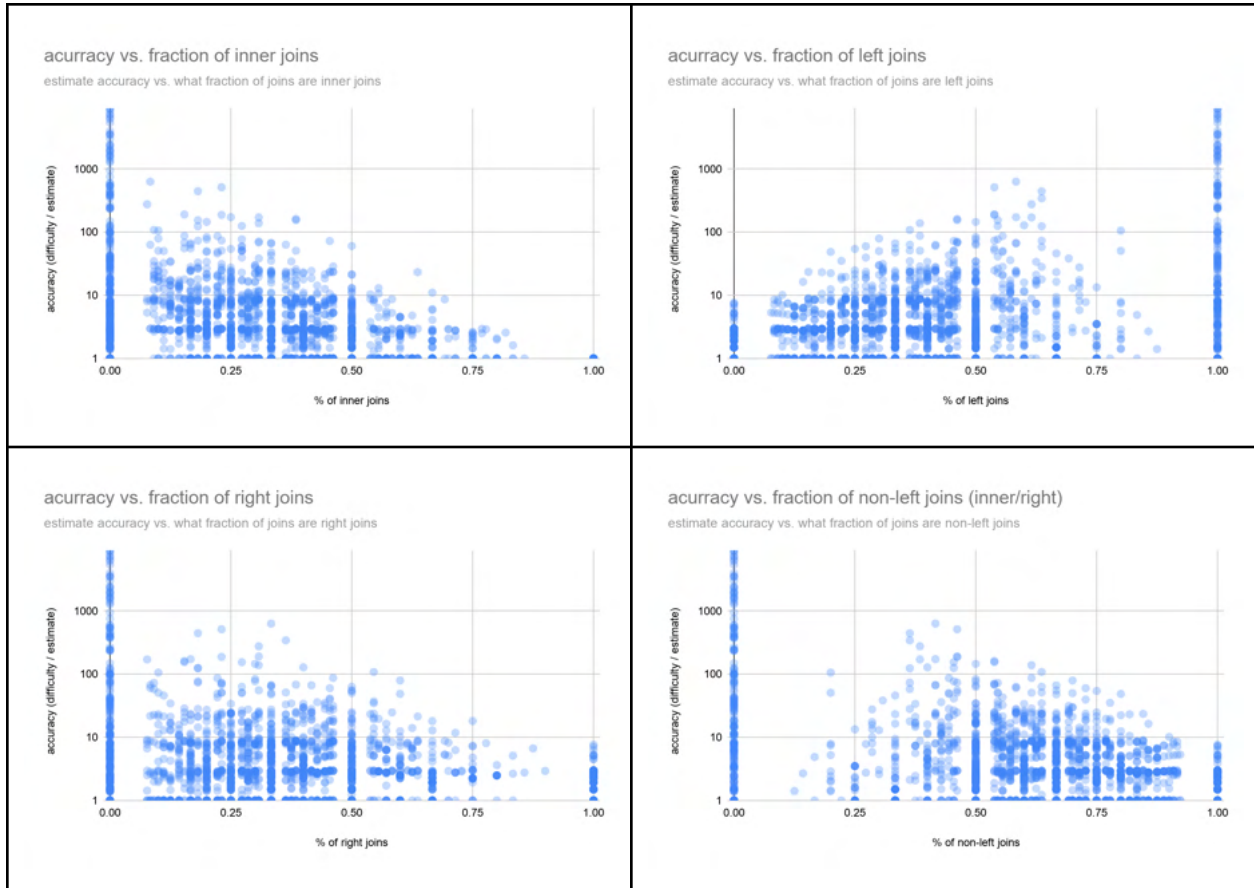 acurracy vs. fraction of inner joins
estimate accuracy vs. what fraction of joins are inner joins
accuracy (difficulty / estimate)
1000
100
10
1
0.00 0.25 0.50 0.75 1.00
% of inner joins
acurracy vs. fraction of left joins
estimate accuracy vs. what fraction of joins are left joins
accuracy (difficulty / estimate)
1000
100
10
1
0.00 0.25 0.50 0.75 1.00
% of left joins
acurracy vs. fraction of right joins
estimate accuracy vs. what fraction of joins are right joins
accuracy (difficulty / estimate)
1000
100
10
1
0.00 0.25 0.50 0.75 1.00
% of right joins
acurracy vs. fraction of non-left joins (inner/right)
estimate accuracy vs. what fraction of joins are non-left joins
accuracy (difficulty / estimate)
1000
100
10
1
0.00 0.25 0.50 0.75 1.00
% of non-left joins